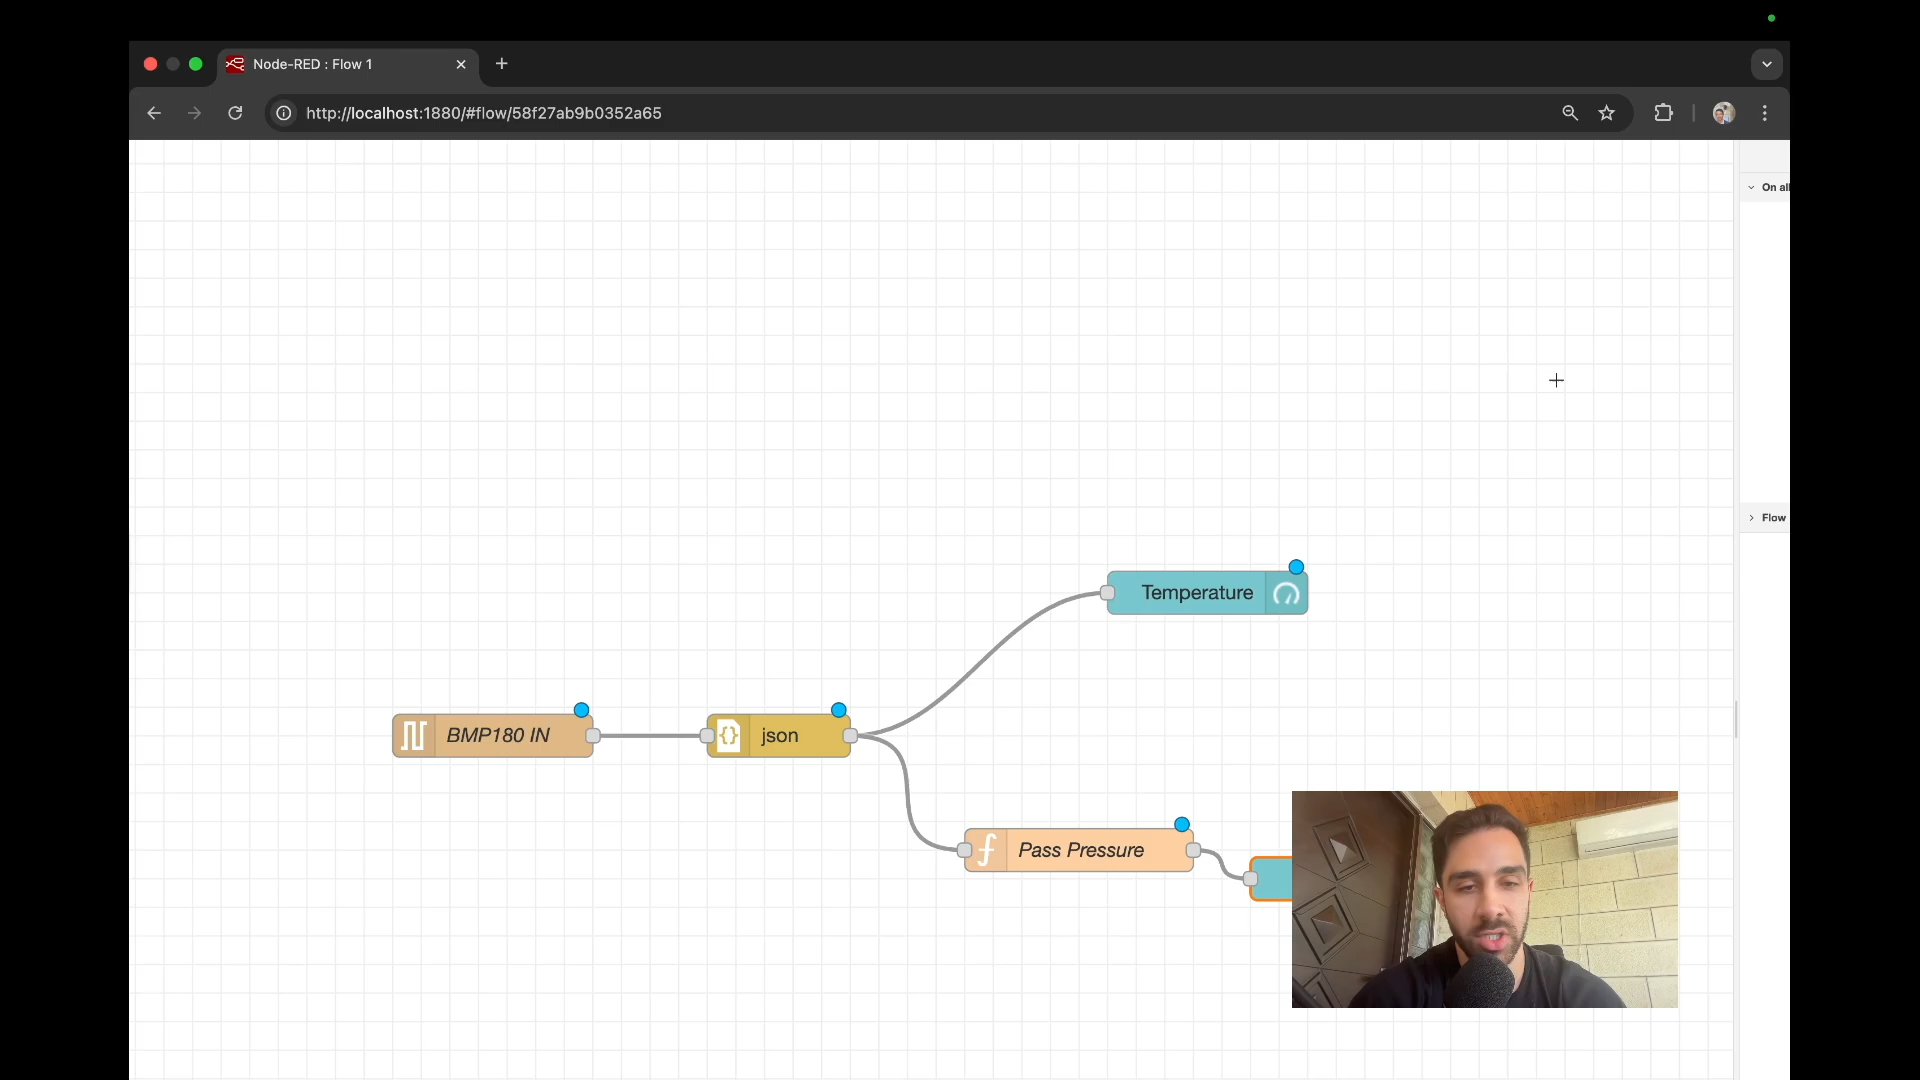 Node-RED : Flow 1
http://localhost:1880/#flow/58f27ab9b0352a65
On all
Flow
Temperature
BMP180 IN
json
Pass Pressure